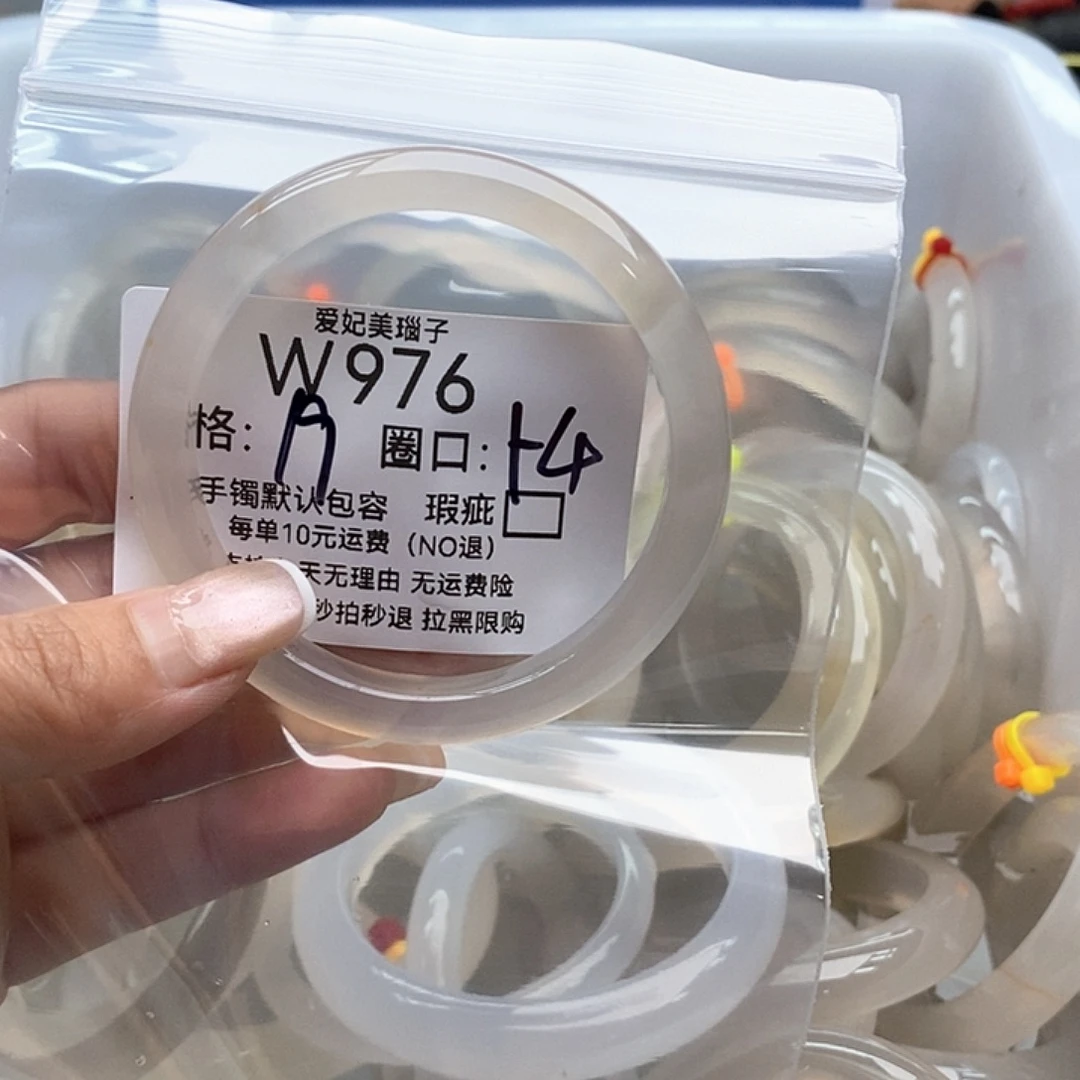 爱妃美瑙子
W976
格: A 圈口: 54
手镯默认包容 瑕疵
每单10元运费（NO退）
天无理由 无运费险
秒拍秒退 拉黑限购